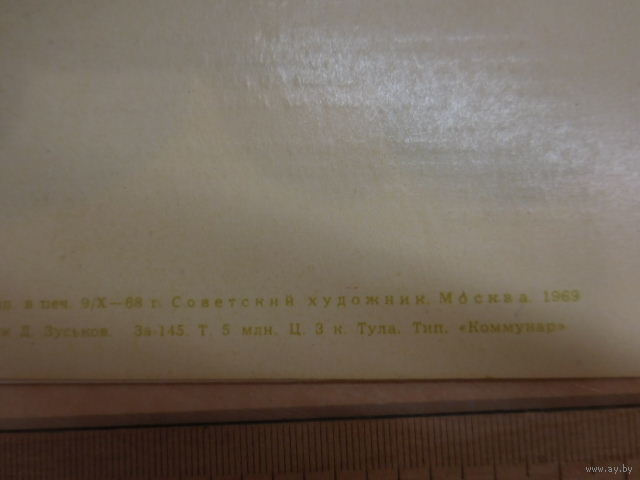 в печ. 9/X—68 г. Советский художник. Москва. 1969
Д. Зуськов. За-145. Т. 5 млн. Ц. 3 к. Тула. Тип. «Коммунар»
www.ay.by